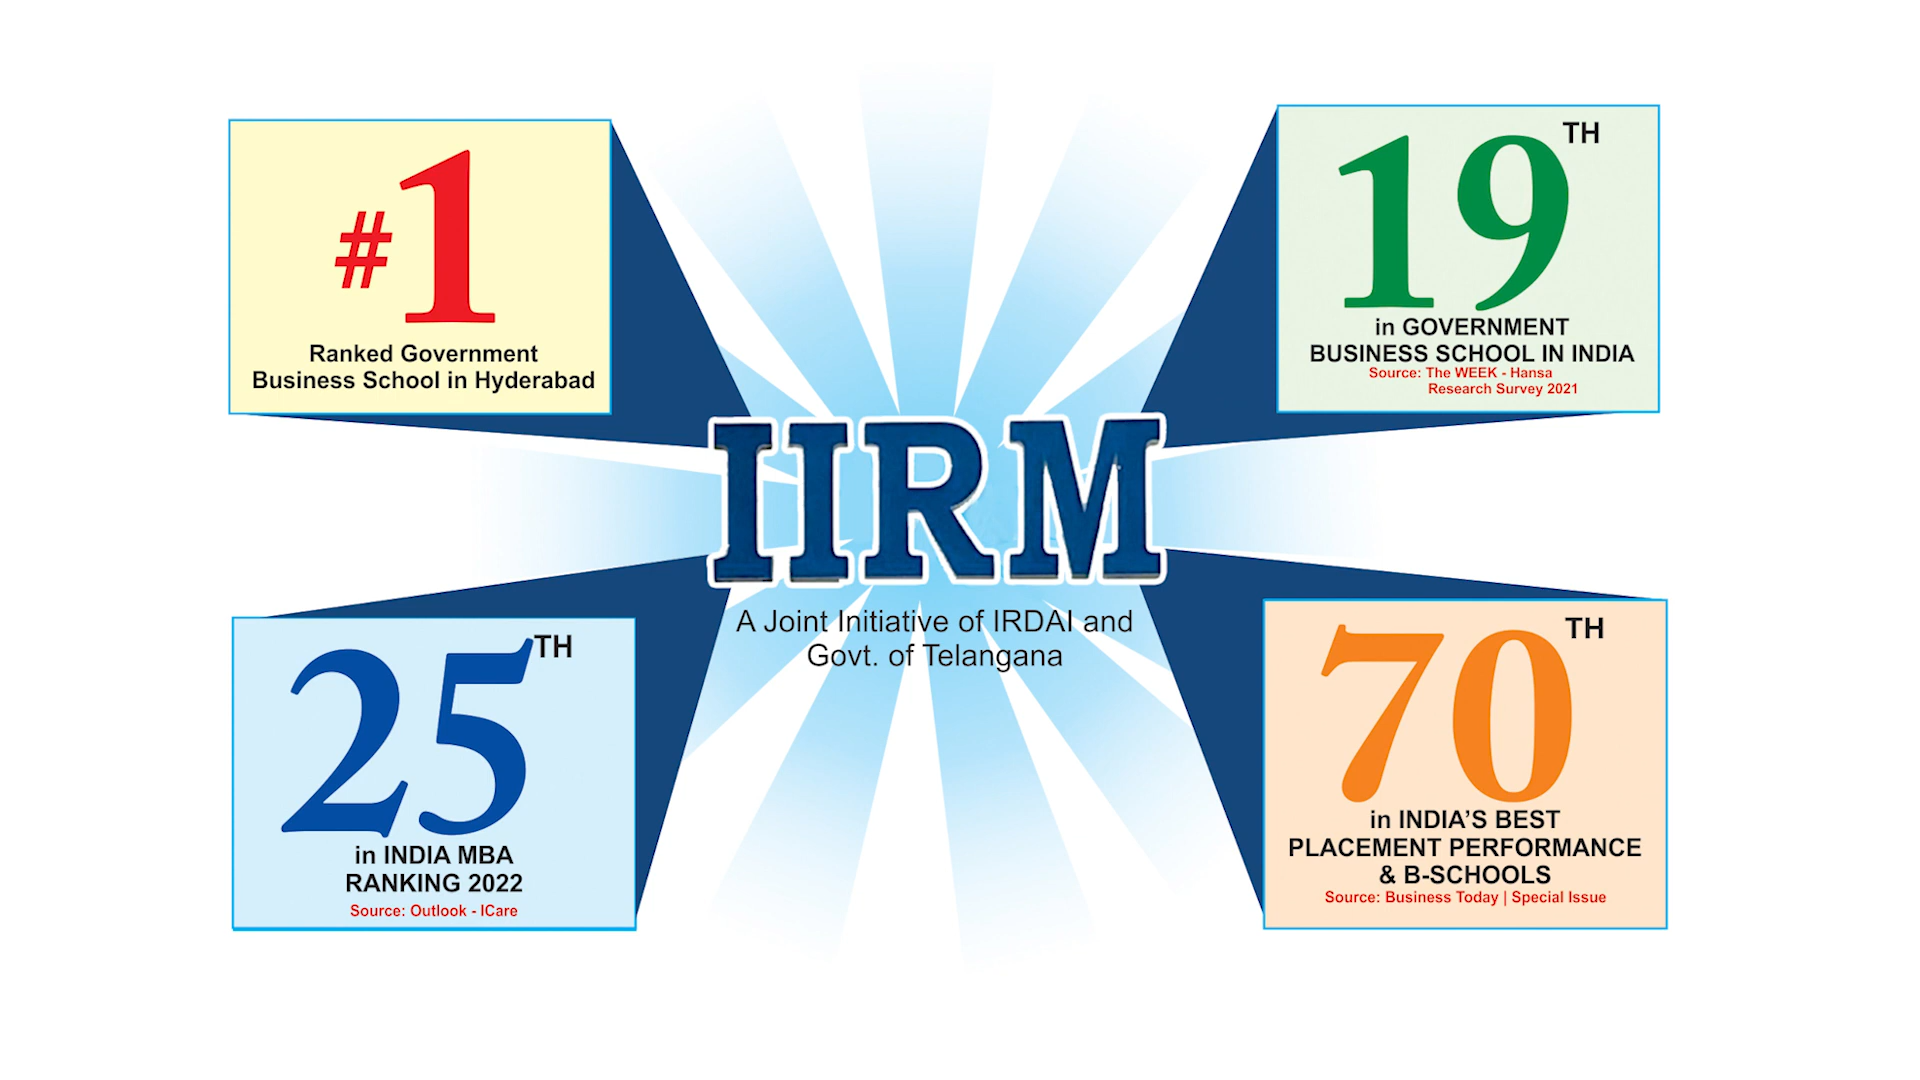 #1
Ranked Government
Business School in Hyderabad
19TH
in GOVERNMENT
BUSINESS SCHOOL IN INDIA
Source: The WEEK - Hansa
Research Survey 2021
IIRM
A Joint Initiative of IRDAI and
Govt. of Telangana
25TH
in INDIA MBA
RANKING 2022
Source: Outlook - ICare
70TH
in INDIA’S BEST
PLACEMENT PERFORMANCE
& B-SCHOOLS
Source: Business Today | Special Issue